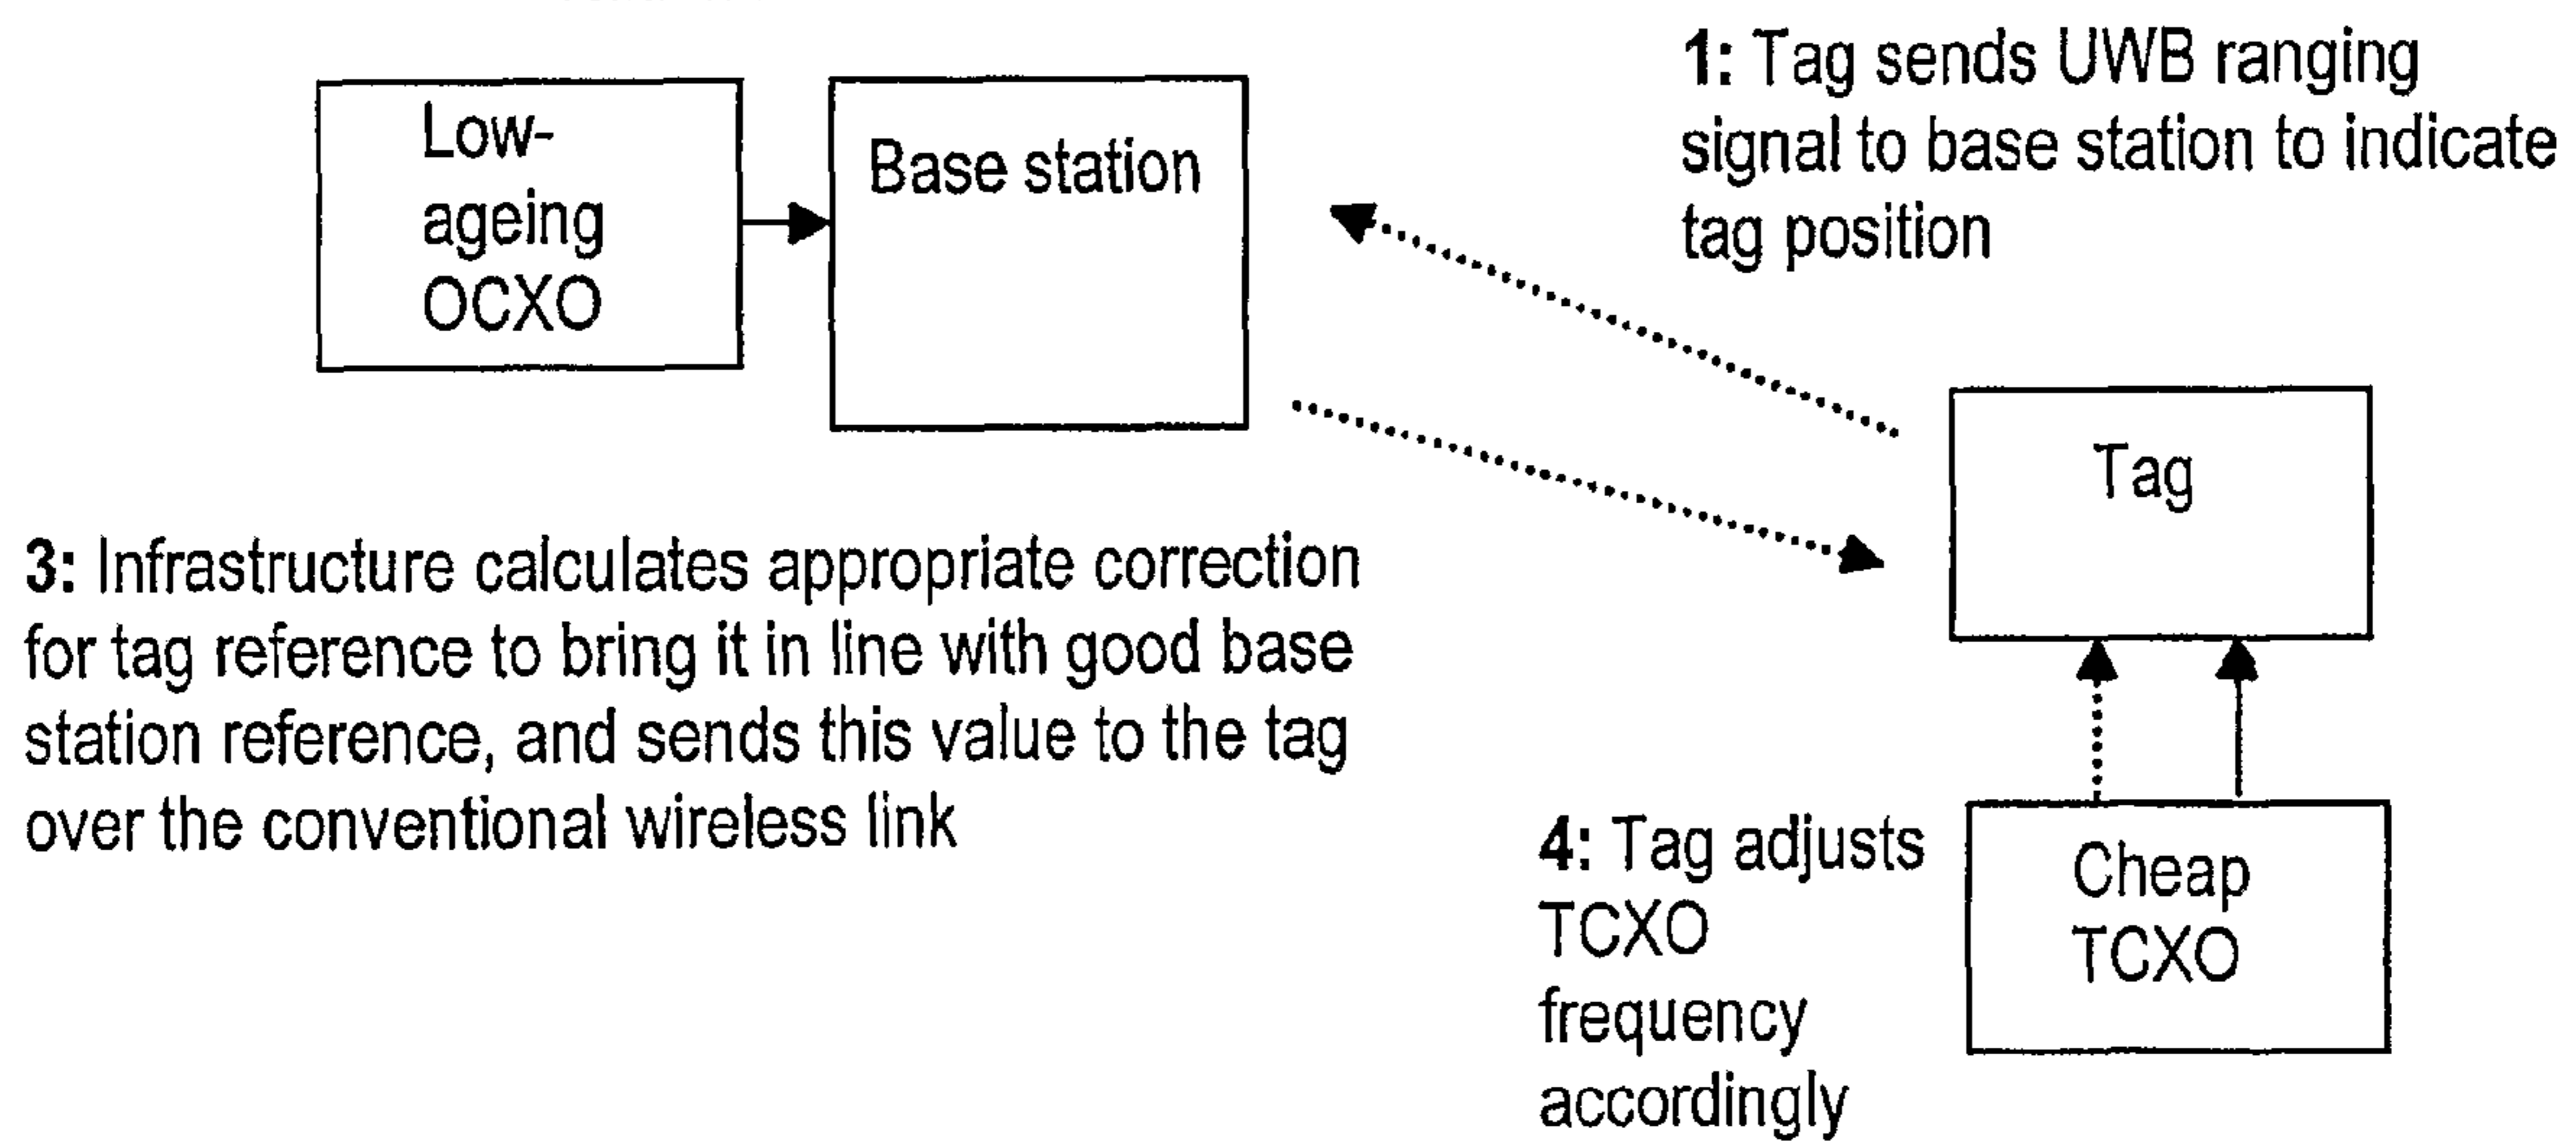 Low-
ageing
OCXO
Base station
1: Tag sends UWB ranging
signal to base station to indicate
tag position
Tag
3: Infrastructure calculates appropriate correction
for tag reference to bring it in line with good base
station reference, and sends this value to the tag
over the conventional wireless link
4: Tag adjusts
TCXO
frequency
accordingly
Cheap
TCXO